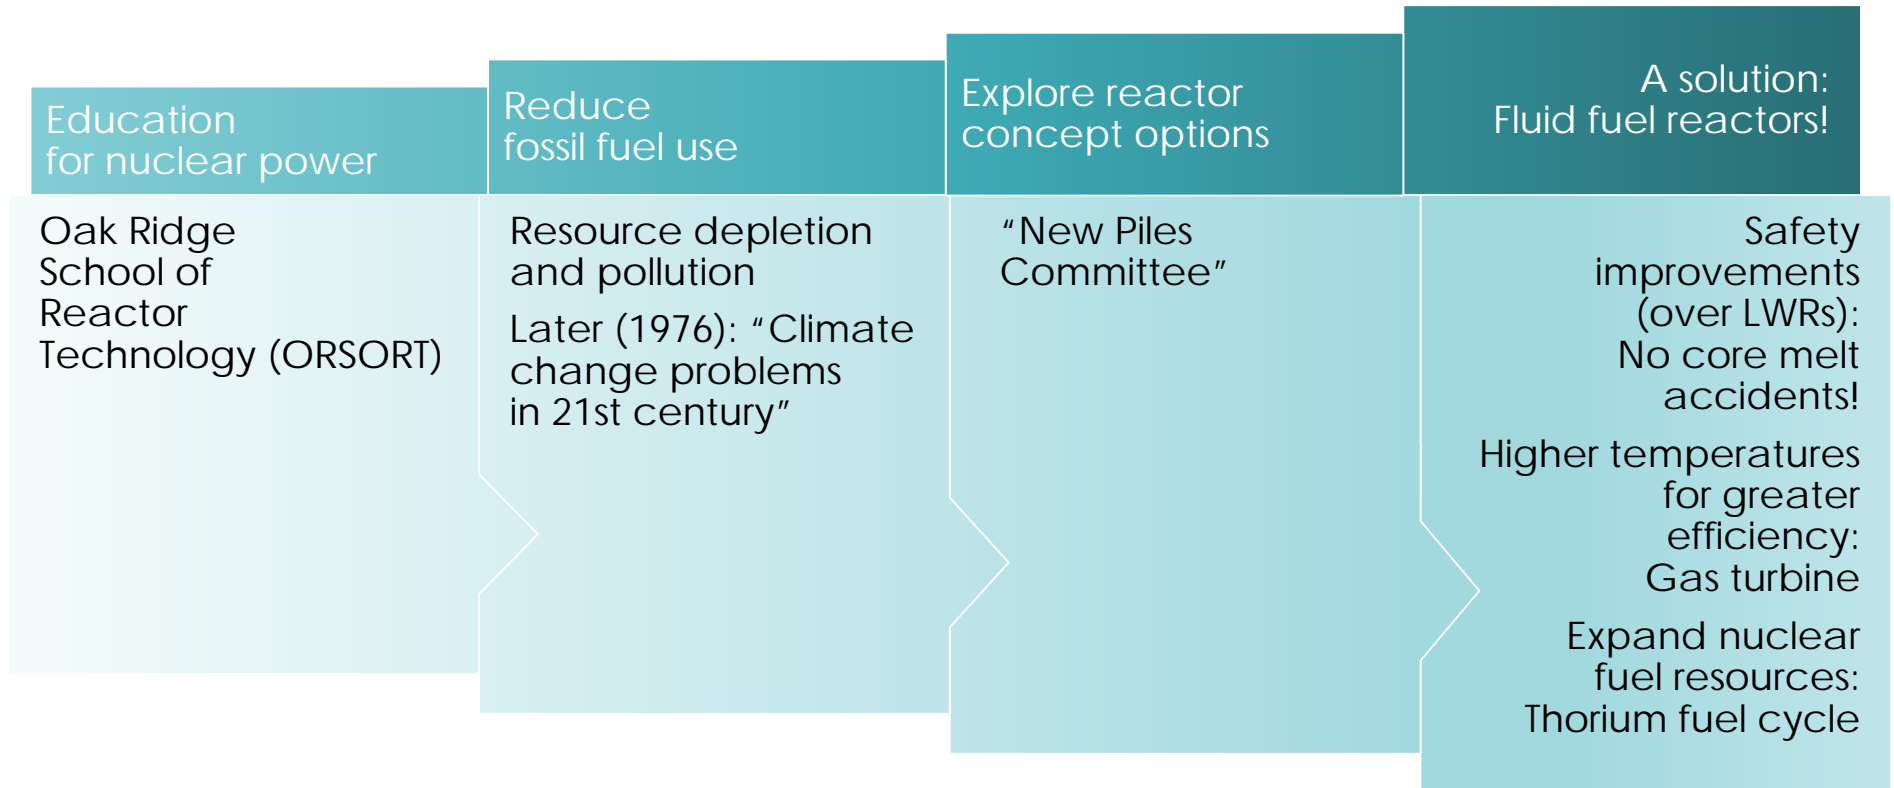 Education
for nuclear power
Oak Ridge
School of
Reactor
Technology (ORSORT)
Reduce
fossil fuel use
Resource depletion
and pollution
Later (1976): “Climate
change problems
in 21st century”
Explore reactor
concept options
“New Piles
Committee”
A solution:
Fluid fuel reactors!
Safety
improvements
(over LWRs):
No core melt
accidents!
Higher temperatures
for greater
efficiency:
Gas turbine
Expand nuclear
fuel resources:
Thorium fuel cycle